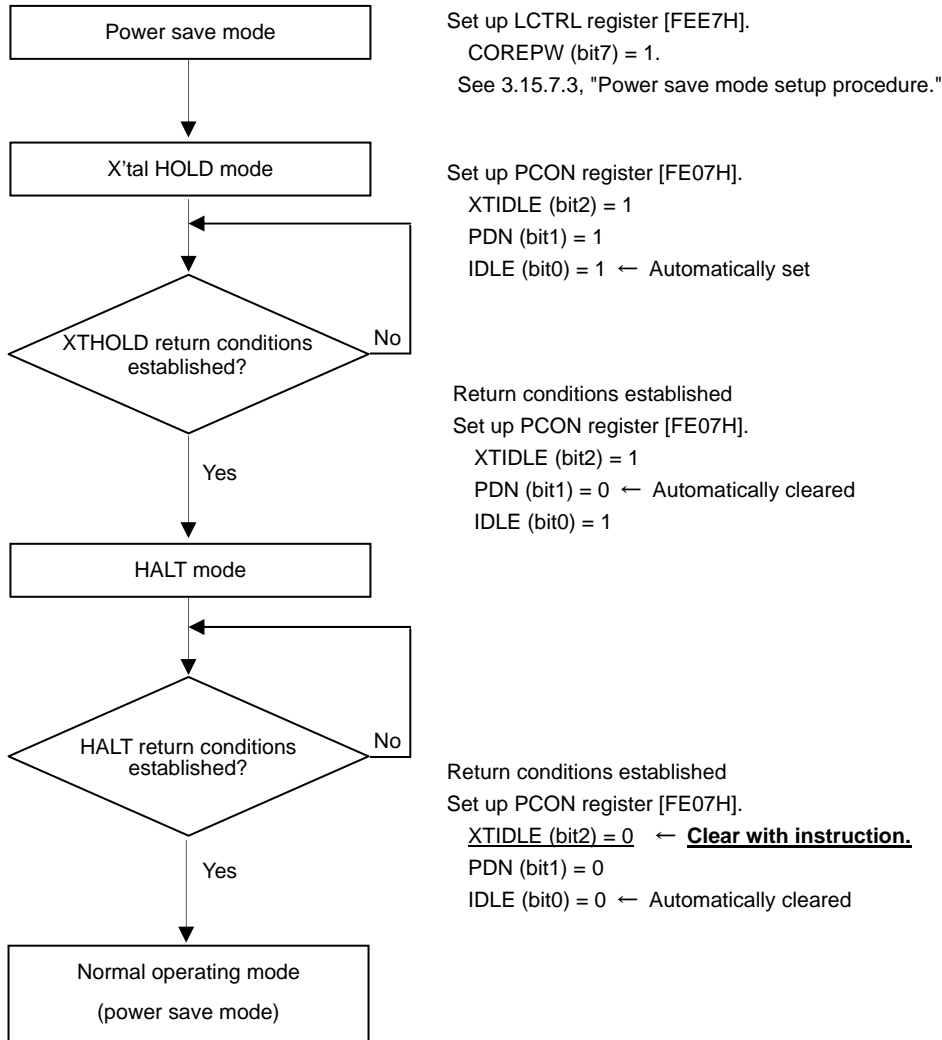 Power save mode
Set up LCTRL register [FEE7H].
COREPW (bit7) = 1.
See 3.15.7.3, "Power save mode setup procedure."
X'tal HOLD mode
Set up PCON register [FE07H].
XTIDLE (bit2) = 1
PDN (bit1) = 1
IDLE (bit0) = 1 ← Automatically set
XTHOLD return conditions
established?
No
Yes
Return conditions established
Set up PCON register [FE07H].
XTIDLE (bit2) = 1
PDN (bit1) = 0 ← Automatically cleared
IDLE (bit0) = 1
HALT mode
HALT return conditions
established?
No
Yes
Return conditions established
Set up PCON register [FE07H].
XTIDLE (bit2) = 0 ← Clear with instruction.
PDN (bit1) = 0
IDLE (bit0) = 0 ← Automatically cleared
Normal operating mode
(power save mode)